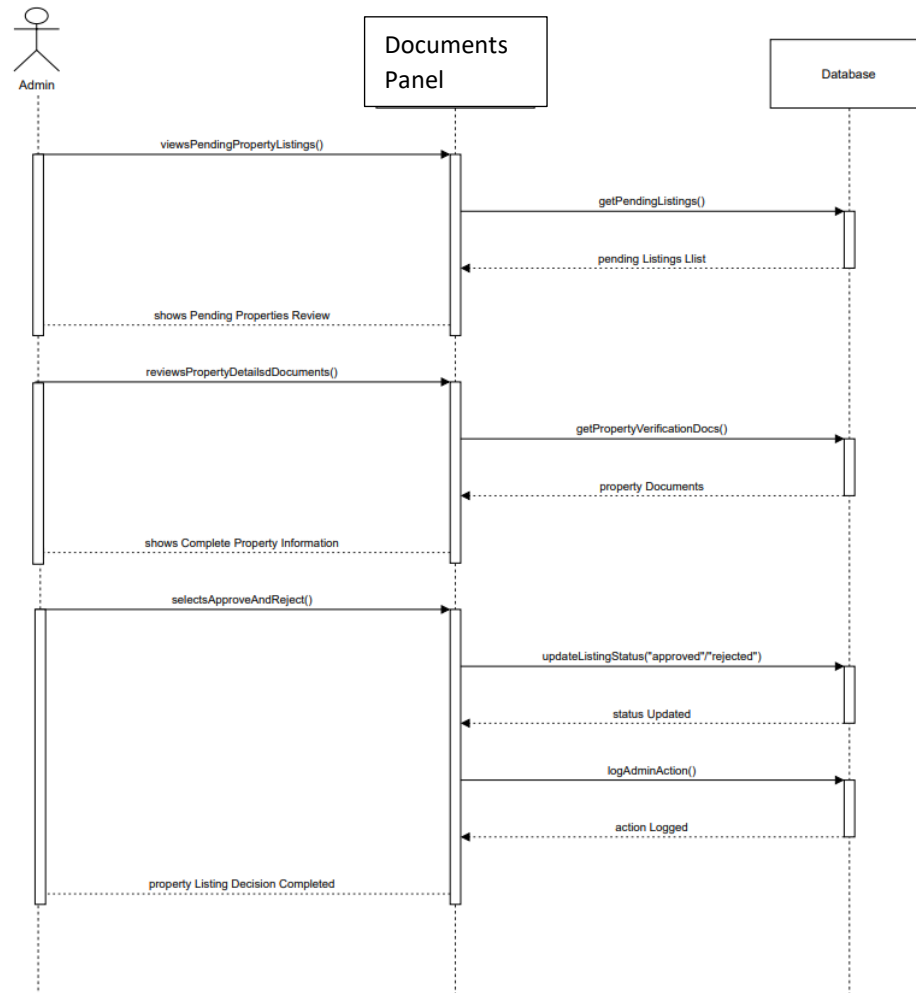 Documents
Panel
Database
Admin
viewsPendingPropertyListings()
getPendingListings()
pending Listings Llist
shows Pending Properties Review
reviewsPropertyDetailsdDocuments()
getPropertyVerificationDocs()
property Documents
shows Complete Property Information
selectsApproveAndReject()
updateListingStatus("approved"/"rejected")
status Updated
logAdminAction()
action Logged
property Listing Decision Completed